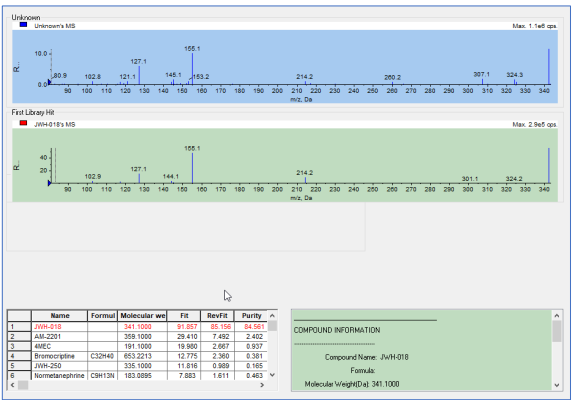 Unknown
Unknown's MS Max. 1.1e6 cps.
155.1
10.0
127.1
80.9 102.8 121.1 145.1 153.2 214.2 260.2 307.1 324.3
R...
0.0
90 100 110 120 130 140 150 160 170 180 190 200 210 220 230 240 250 260 270 280 290 300 310 320 330 340
m/z, Da
First Library Hit
JWH-018's MS Max. 2.9e5 cps.
155.1
40
R...
20
102.9 127.1 144.1 214.2 301.1 324.2
90 100 110 120 130 140 150 160 170 180 190 200 210 220 230 240 250 260 270 280 290 300 310 320 330 340
m/z, Da
Name Formul Molecular we Fit RevFit Purity
1 JWH-018 341.1000 91.857 85.156 84.561
2 AM-2201 359.1000 29.410 7.492 2.402
3 4MEC 191.1000 19.980 2.667 0.937
4 Bromocriptine C32H40 653.2213 12.775 2.360 0.381
5 JWH-250 335.1000 11.816 0.989 0.165
6 Normetanephrine C9H13N 183.0895 7.883 1.611 0.463
COMPOUND INFORMATION
Compound Name: JWH-018
Formula:
Molecular Weight(Da): 341.1000